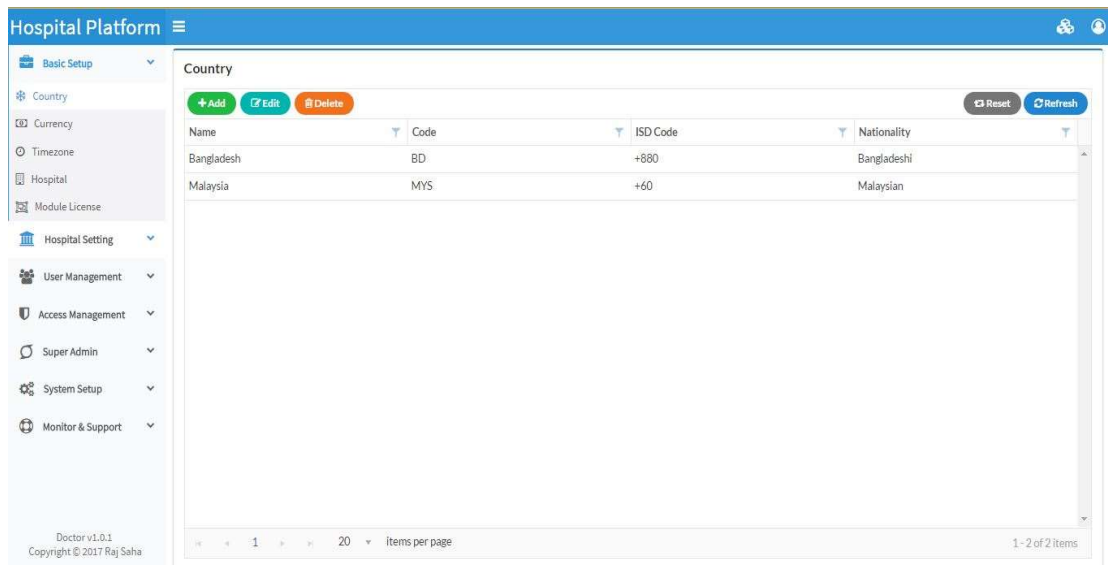 Hospital Platform
Basic Setup
Country
Currency
Timezone
Hospital
Module License
Hospital Setting
User Management
Access Management
Super Admin
System Setup
Monitor & Support
Doctor v1.0.1
Copyright © 2017 Raj Saha
Country
+Add Edit Delete Reset Refresh
Name Code ISD Code Nationality
Bangladesh BD +880 Bangladeshi
Malaysia MYS +60 Malaysian
1 20 items per page 1 - 2 of 2 items